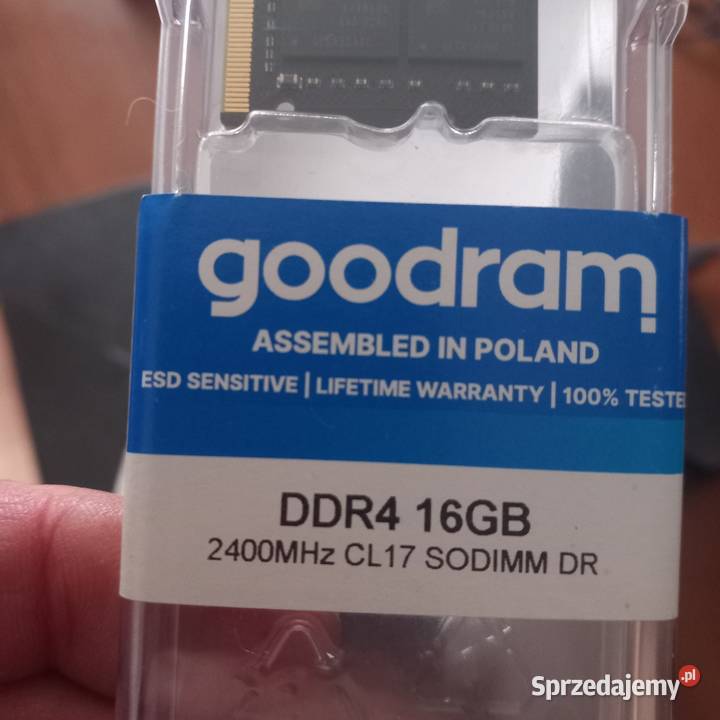 goodram
ASSEMBLED IN POLAND
ESD SENSITIVE | LIFETIME WARRANTY | 100% TESTE
DDR4 16GB
2400MHz CL17 SODIMM DR
Sprzedajemy.pl